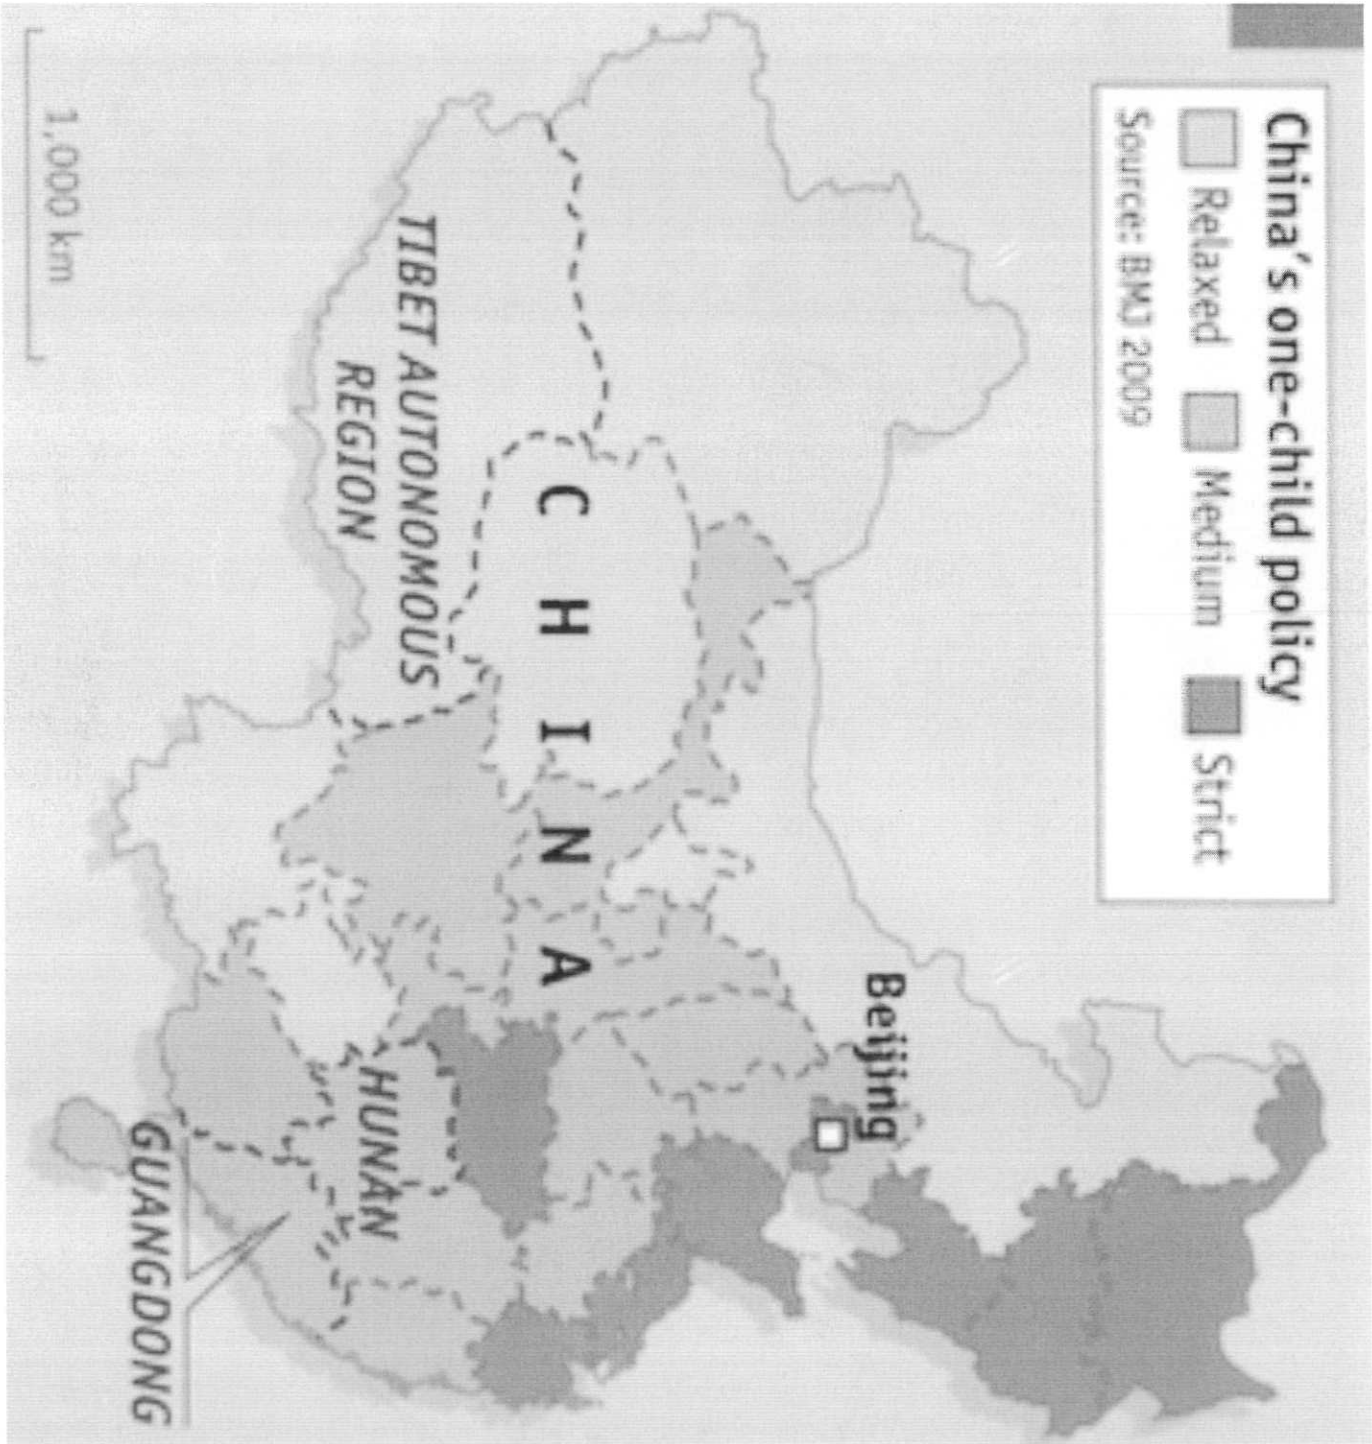 China's one-child policy
Relaxed Medium Strict
Source: BMJ 2009
Beijing
CHINA
TIBET AUTONOMOUS
REGION
HUNAN
GUANGDONG
1,000 km